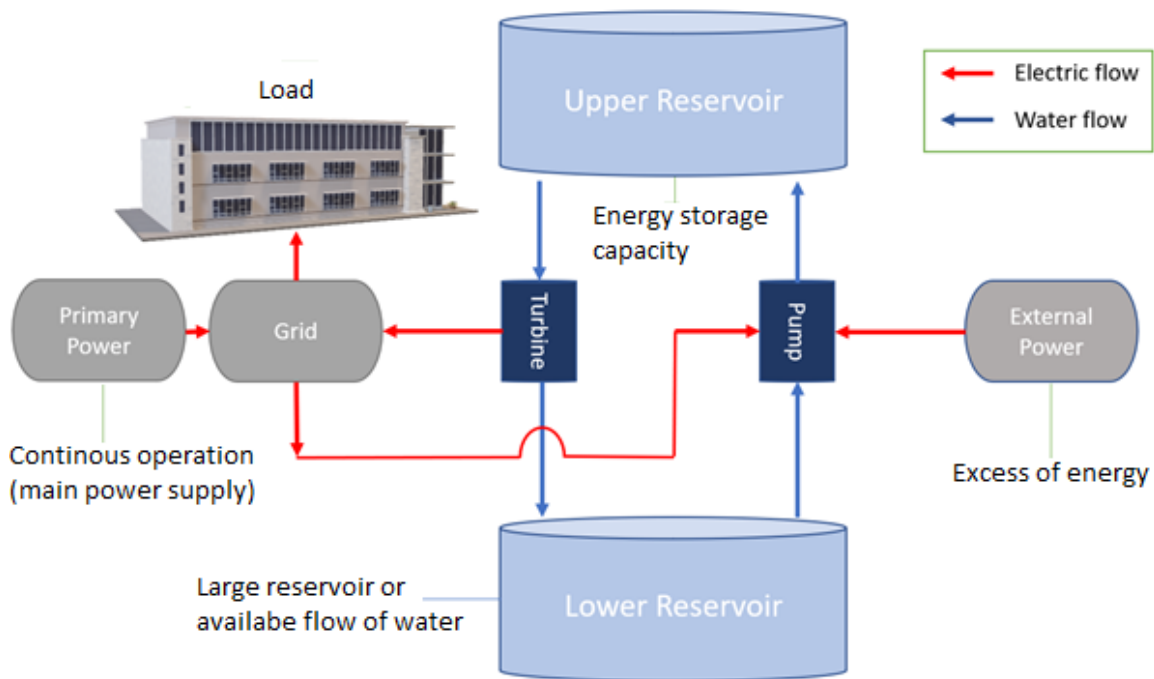 Load
Upper Reservoir
Electric flow
Water flow
Energy storage
capacity
Primary
Power
Grid
Turbine
Pump
External
Power
Continous operation
(main power supply)
Excess of energy
Large reservoir or
availabe flow of water
Lower Reservoir